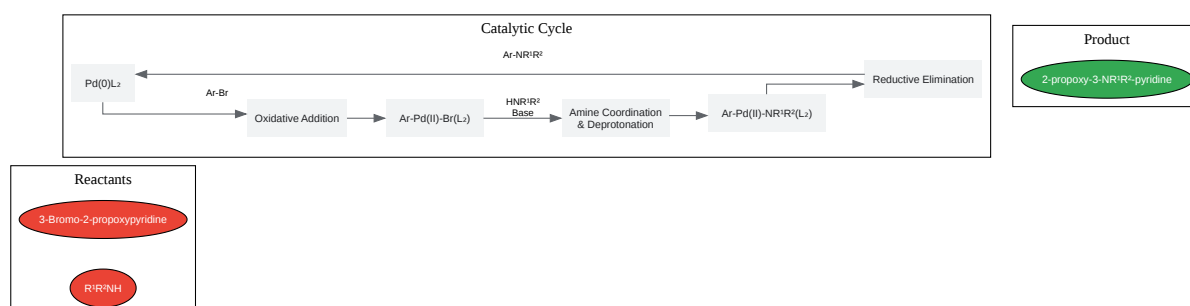 Catalytic Cycle
Ar-NR¹R²
Pd(0)L₂
Ar-Br
Oxidative Addition
Ar-Pd(II)-Br(L₂)
HNR¹R²
Base
Amine Coordination
& Deprotonation
Ar-Pd(II)-NR¹R²(L₂)
Reductive Elimination
Product
2-propoxy-3-NR¹R²-pyridine
Reactants
3-Bromo-2-propoxypyridine
R¹R²NH